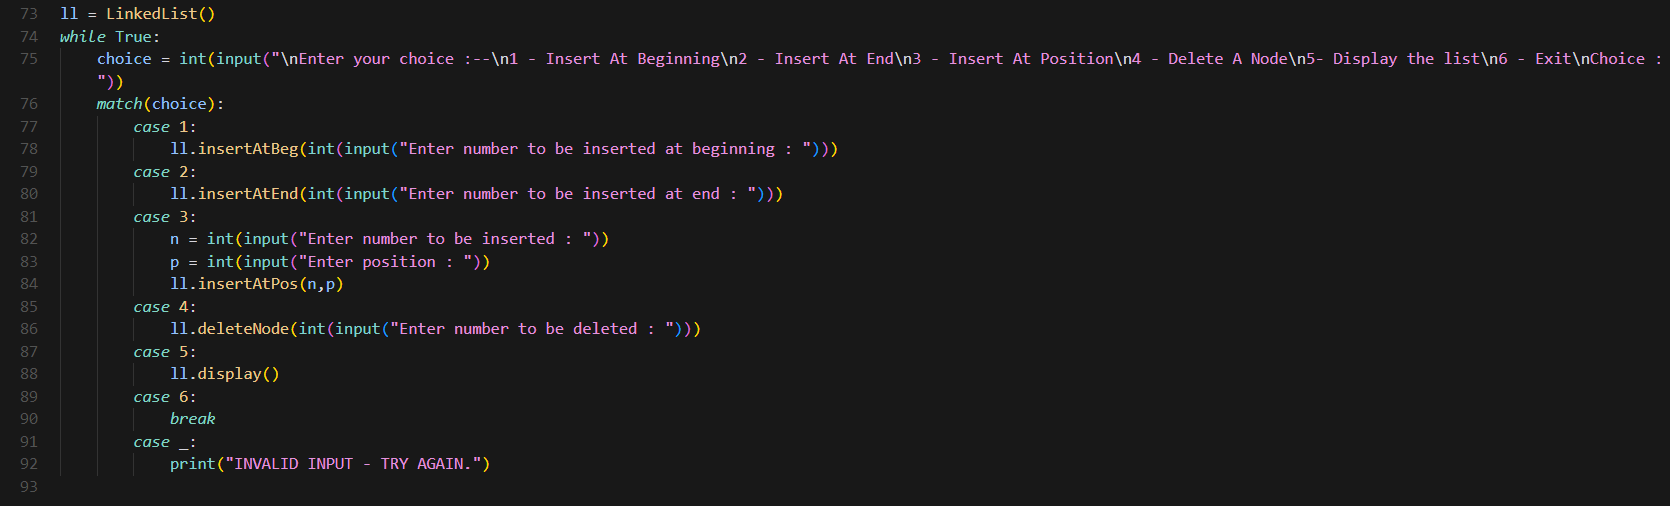 73 ll = LinkedList()
74 while True:
75     choice = int(input("\nEnter your choice :--\n1 - Insert At Beginning\n2 - Insert At End\n3 - Insert At Position\n4 - Delete A Node\n5- Display the list\n6 - Exit\nChoice :
    "))
76     match(choice):
77         case 1:
78             ll.insertAtBeg(int(input("Enter number to be inserted at beginning : ")))
79         case 2:
80             ll.insertAtEnd(int(input("Enter number to be inserted at end : ")))
81         case 3:
82             n = int(input("Enter number to be inserted : "))
83             p = int(input("Enter position : "))
84             ll.insertAtPos(n,p)
85         case 4:
86             ll.deleteNode(int(input("Enter number to be deleted : ")))
87         case 5:
88             ll.display()
89         case 6:
90             break
91         case _:
92             print("INVALID INPUT - TRY AGAIN.")
93